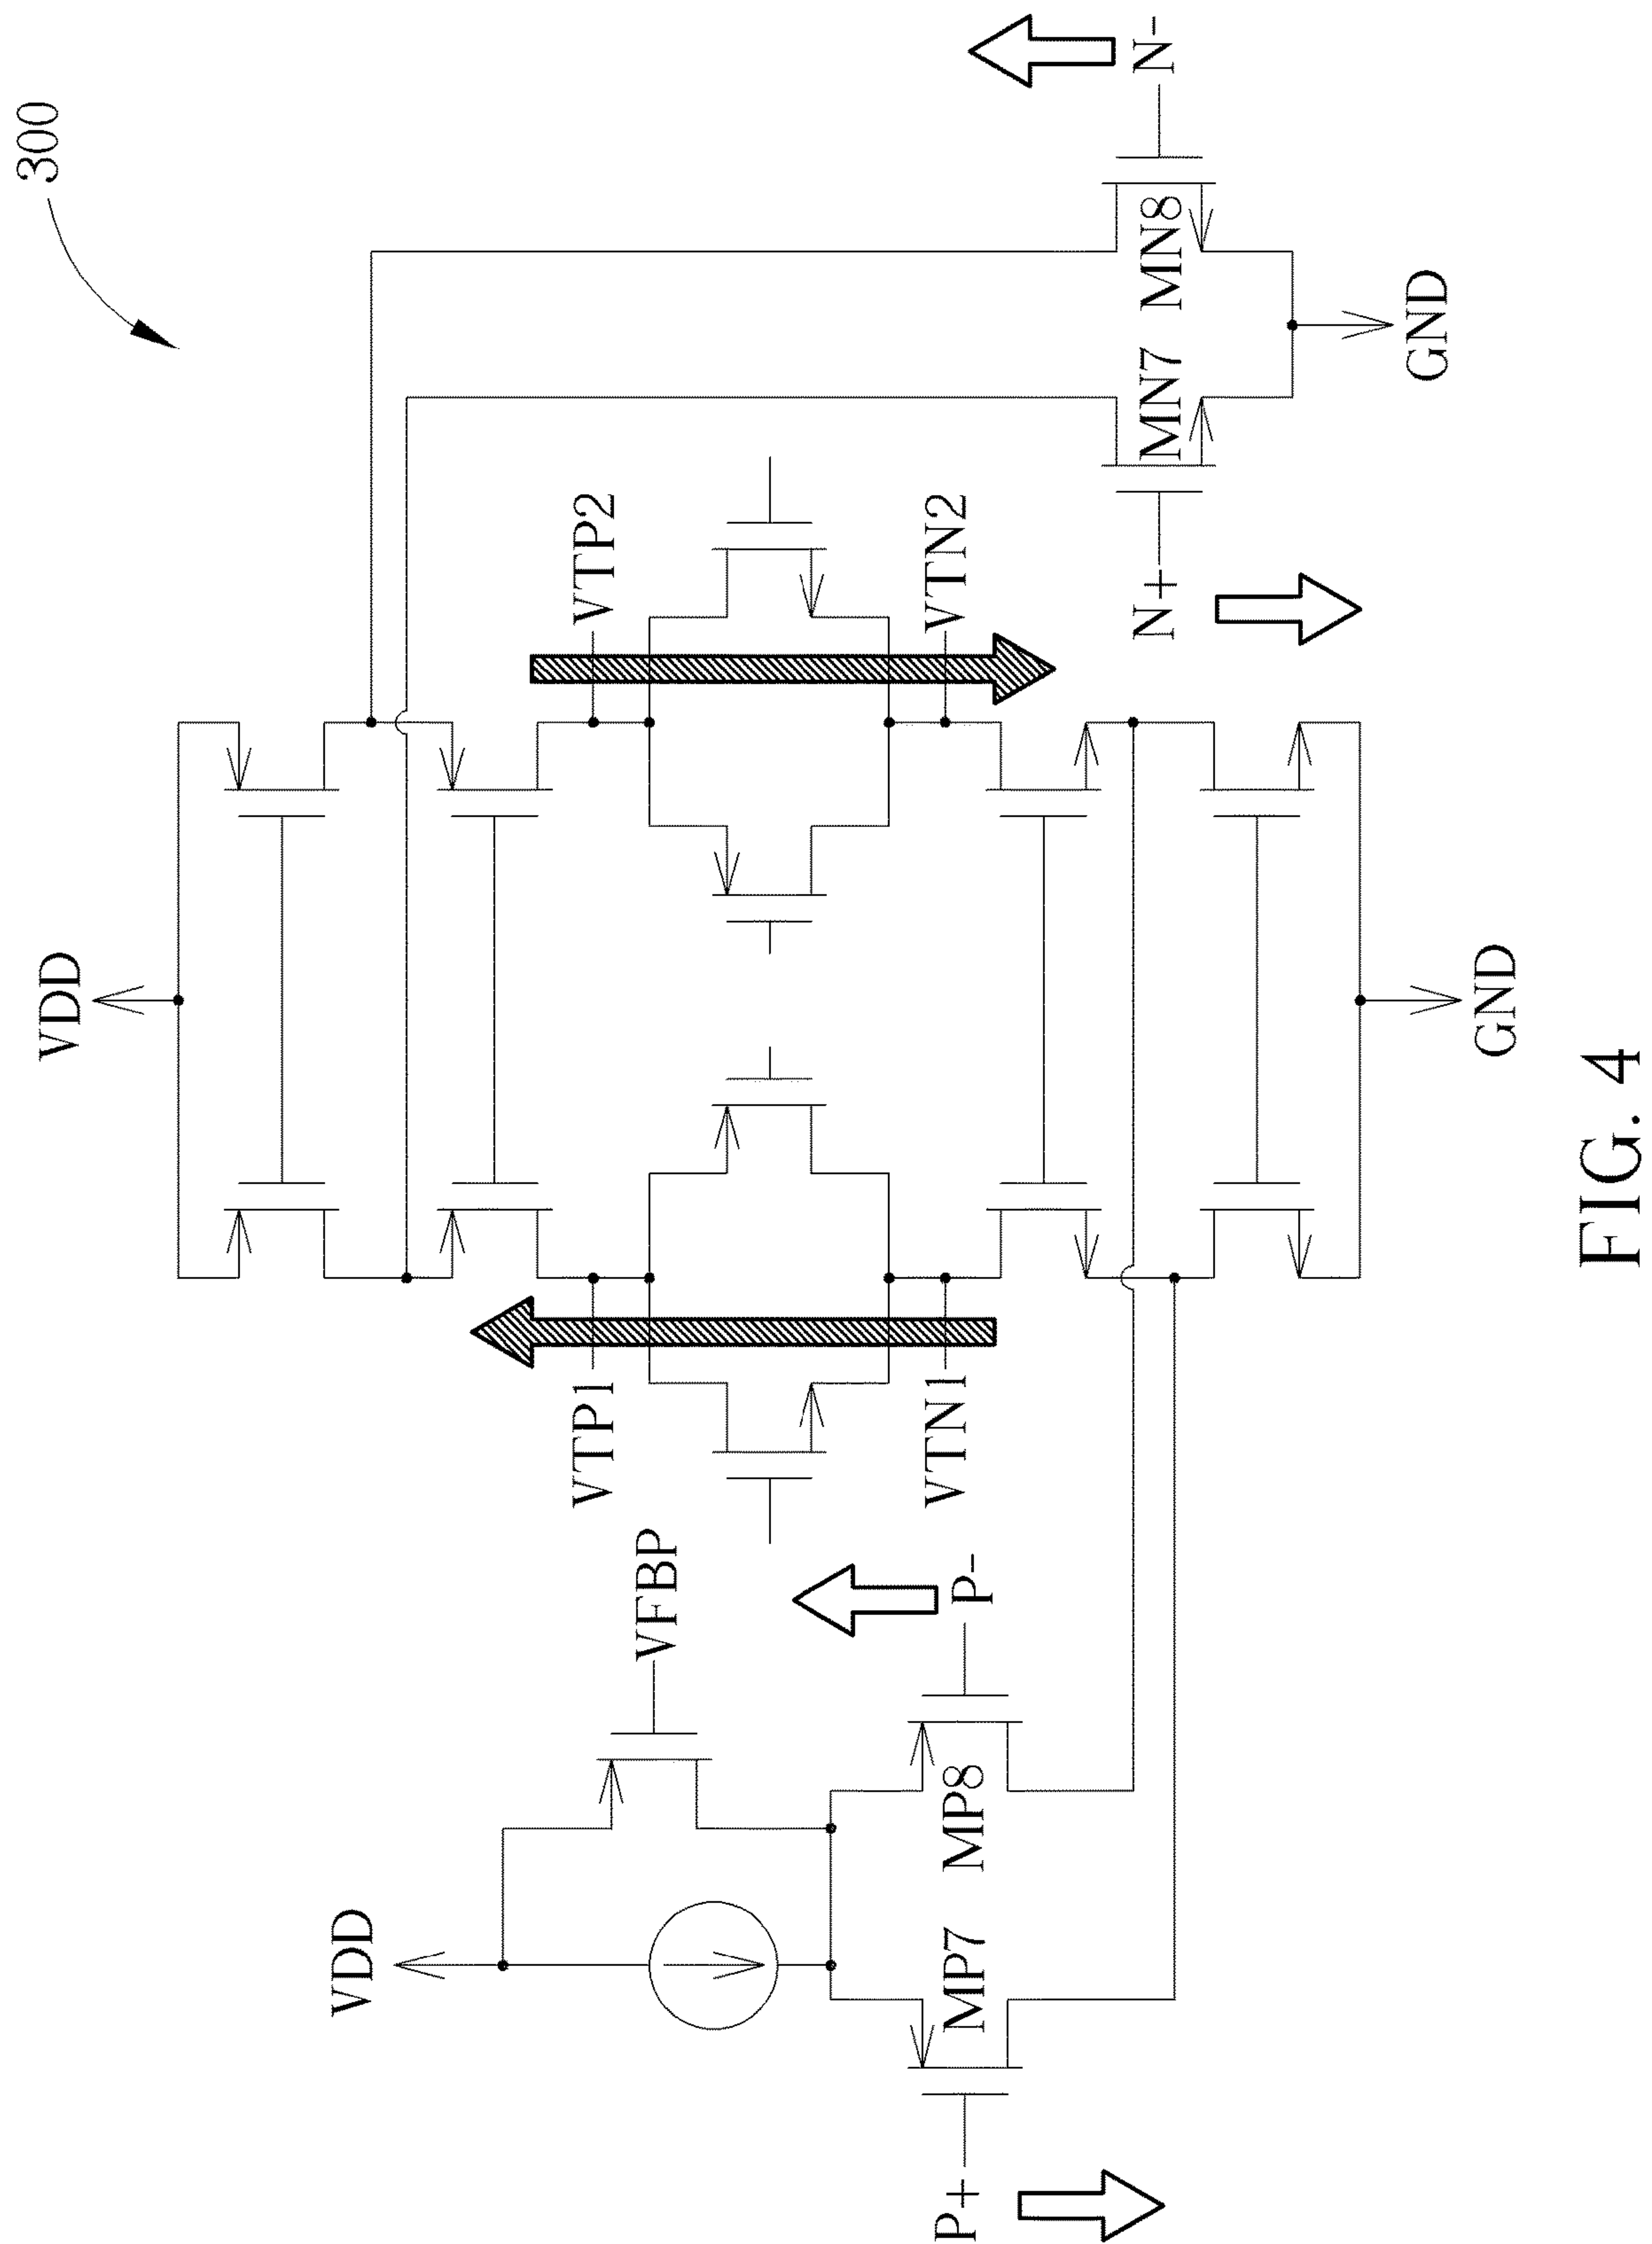 300
VDD
VDD
VFBP
VTP1
VTP2
VTN1
VTN2
P+
MP7
MP8
P-
N+
MN7
MN8
N-
GND
GND
FIG. 4